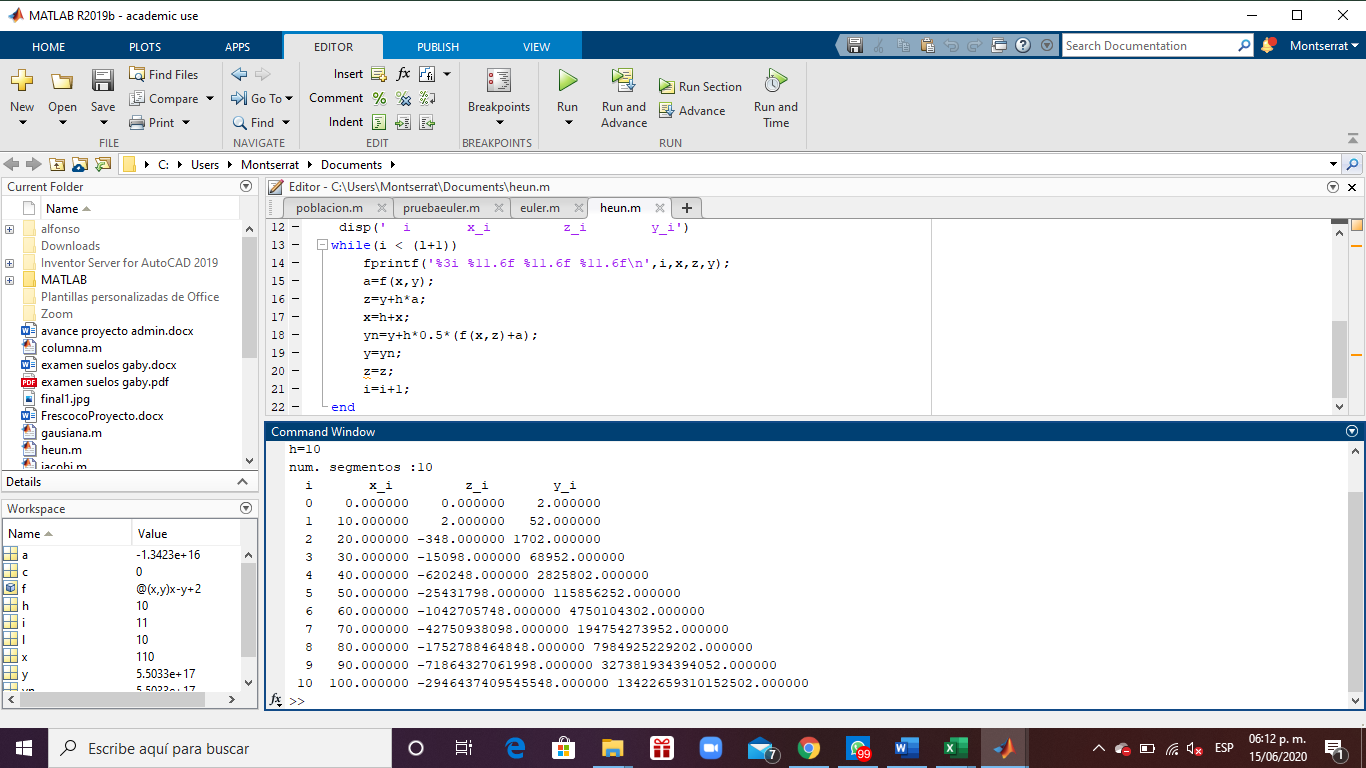 MATLAB R2019b - academic use
HOME PLOTS APPS EDITOR PUBLISH VIEW
Search Documentation
Montserrat
New
Open
Save
Find Files
Compare
Print
FILE
Go To
Find
NAVIGATE
Insert
fx
Comment
Indent
EDIT
Breakpoints
BREAKPOINTS
Run
Run and Advance
Run Section
Advance
Run and Time
RUN
C: Users Montserrat Documents
Current Folder
Name
alfonso
Downloads
Inventor Server for AutoCAD 2019
MATLAB
Plantillas personalizadas de Office
Zoom
avance proyecto admin.docx
columna.m
examen suelos gaby.docx
examen suelos gaby.pdf
final1.jpg
FrescocoProyecto.docx
gausiana.m
heun.m
jacobi.m
Details
Workspace
Name Value
a -1.3423e+16
c 0
f @(x,y)x-y+2
h 10
i 11
l 10
x 110
y 5.5033e+17
yn 5.5033e+17
Editor - C:\Users\Montserrat\Documents\heun.m
poblacion.m pruebaeuler.m euler.m heun.m
12 - disp('  i       x_i         z_i        y_i')
13 - while(i < (l+1))
14 - fprintf('%3i %11.6f %11.6f %11.6f\n',i,x,z,y);
15 - a=f(x,y);
16 - z=y+h*a;
17 - x=h+x;
18 - yn=y+h*0.5*(f(x,z)+a);
19 - y=yn;
20 - z=z;
21 - i=i+1;
22 - end
Command Window
h=10
num. segmentos :10
i x_i z_i y_i
0 0.000000 0.000000 2.000000
1 10.000000 2.000000 52.000000
2 20.000000 -348.000000 1702.000000
3 30.000000 -15098.000000 68952.000000
4 40.000000 -620248.000000 2825802.000000
5 50.000000 -25431798.000000 115856252.000000
6 60.000000 -1042705748.000000 4750104302.000000
7 70.000000 -42750938098.000000 194754273952.000000
8 80.000000 -1752788464848.000000 7984925229202.000000
9 90.000000 -71864327061998.000000 327381934394052.000000
10 100.000000 -2946437409545548.000000 13422659310152502.000000
fx >>
Escribe aquí para buscar
7
99
ESP
06:12 p. m.
15/06/2020
1